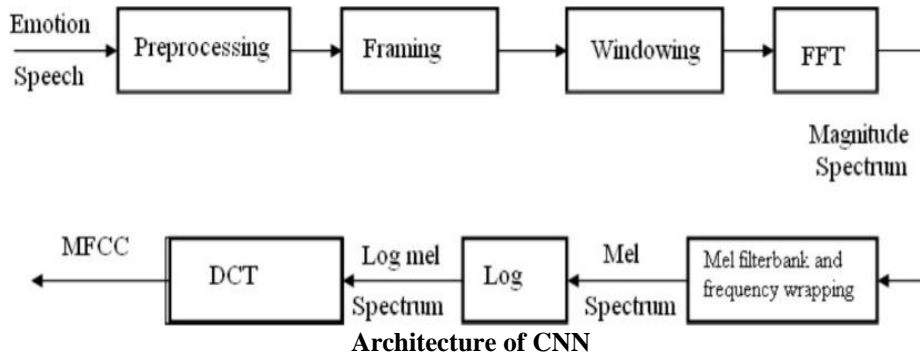 Emotion
Speech
Preprocessing
Framing
Windowing
FFT
Magnitude
Spectrum
Mel filterbank and
frequency wrapping
Mel
Spectrum
Log
Log mel
Spectrum
DCT
MFCC
Architecture of CNN